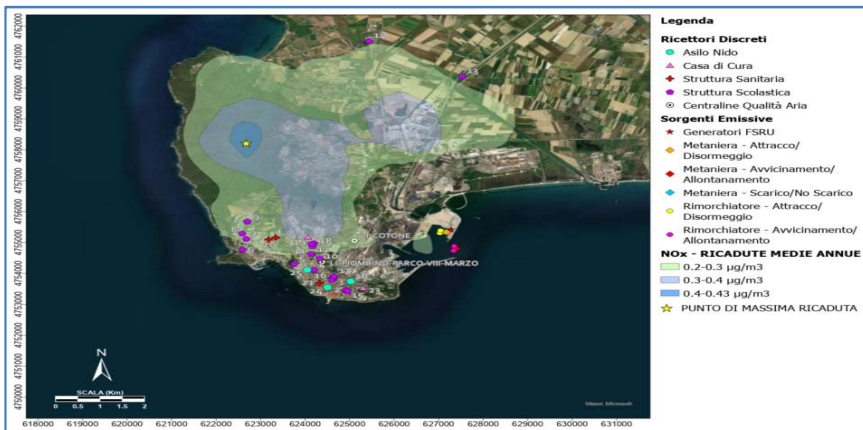 Legenda
Ricettori Discreti
Asilo Nido
Casa di Cura
Struttura Sanitaria
Struttura Scolastica
Centraline Qualità Aria
Sorgenti Emissive
Generatori FSRU
Metaniera - Attracco/
Disormeggio
Metaniera - Avvicinamento/
Allontanamento
Metaniera - Scarico/No Scarico
Rimorchiatore - Attracco/
Disormeggio
Rimorchiatore - Avvicinamento/
Allontanamento
NOx - RICADUTE MEDIE ANNUE
0.2-0.3 µg/m3
0.3-0.4 µg/m3
0.4-0.43 µg/m3
PUNTO DI MASSIMA RICADUTA
4762000
4761000
4760000
4759000
4758000
4757000
4756000
4755000
4754000
4753000
4752000
4751000
4750000
14
9
COTONE
PIOMBINO-PARCO-VIII-MARZO
N
SCALA (Km)
0 0.5 1 1.5 2
Maxar, Microsoft
618000 619000 620000 621000 622000 623000 624000 625000 626000 627000 628000 629000 630000 631000